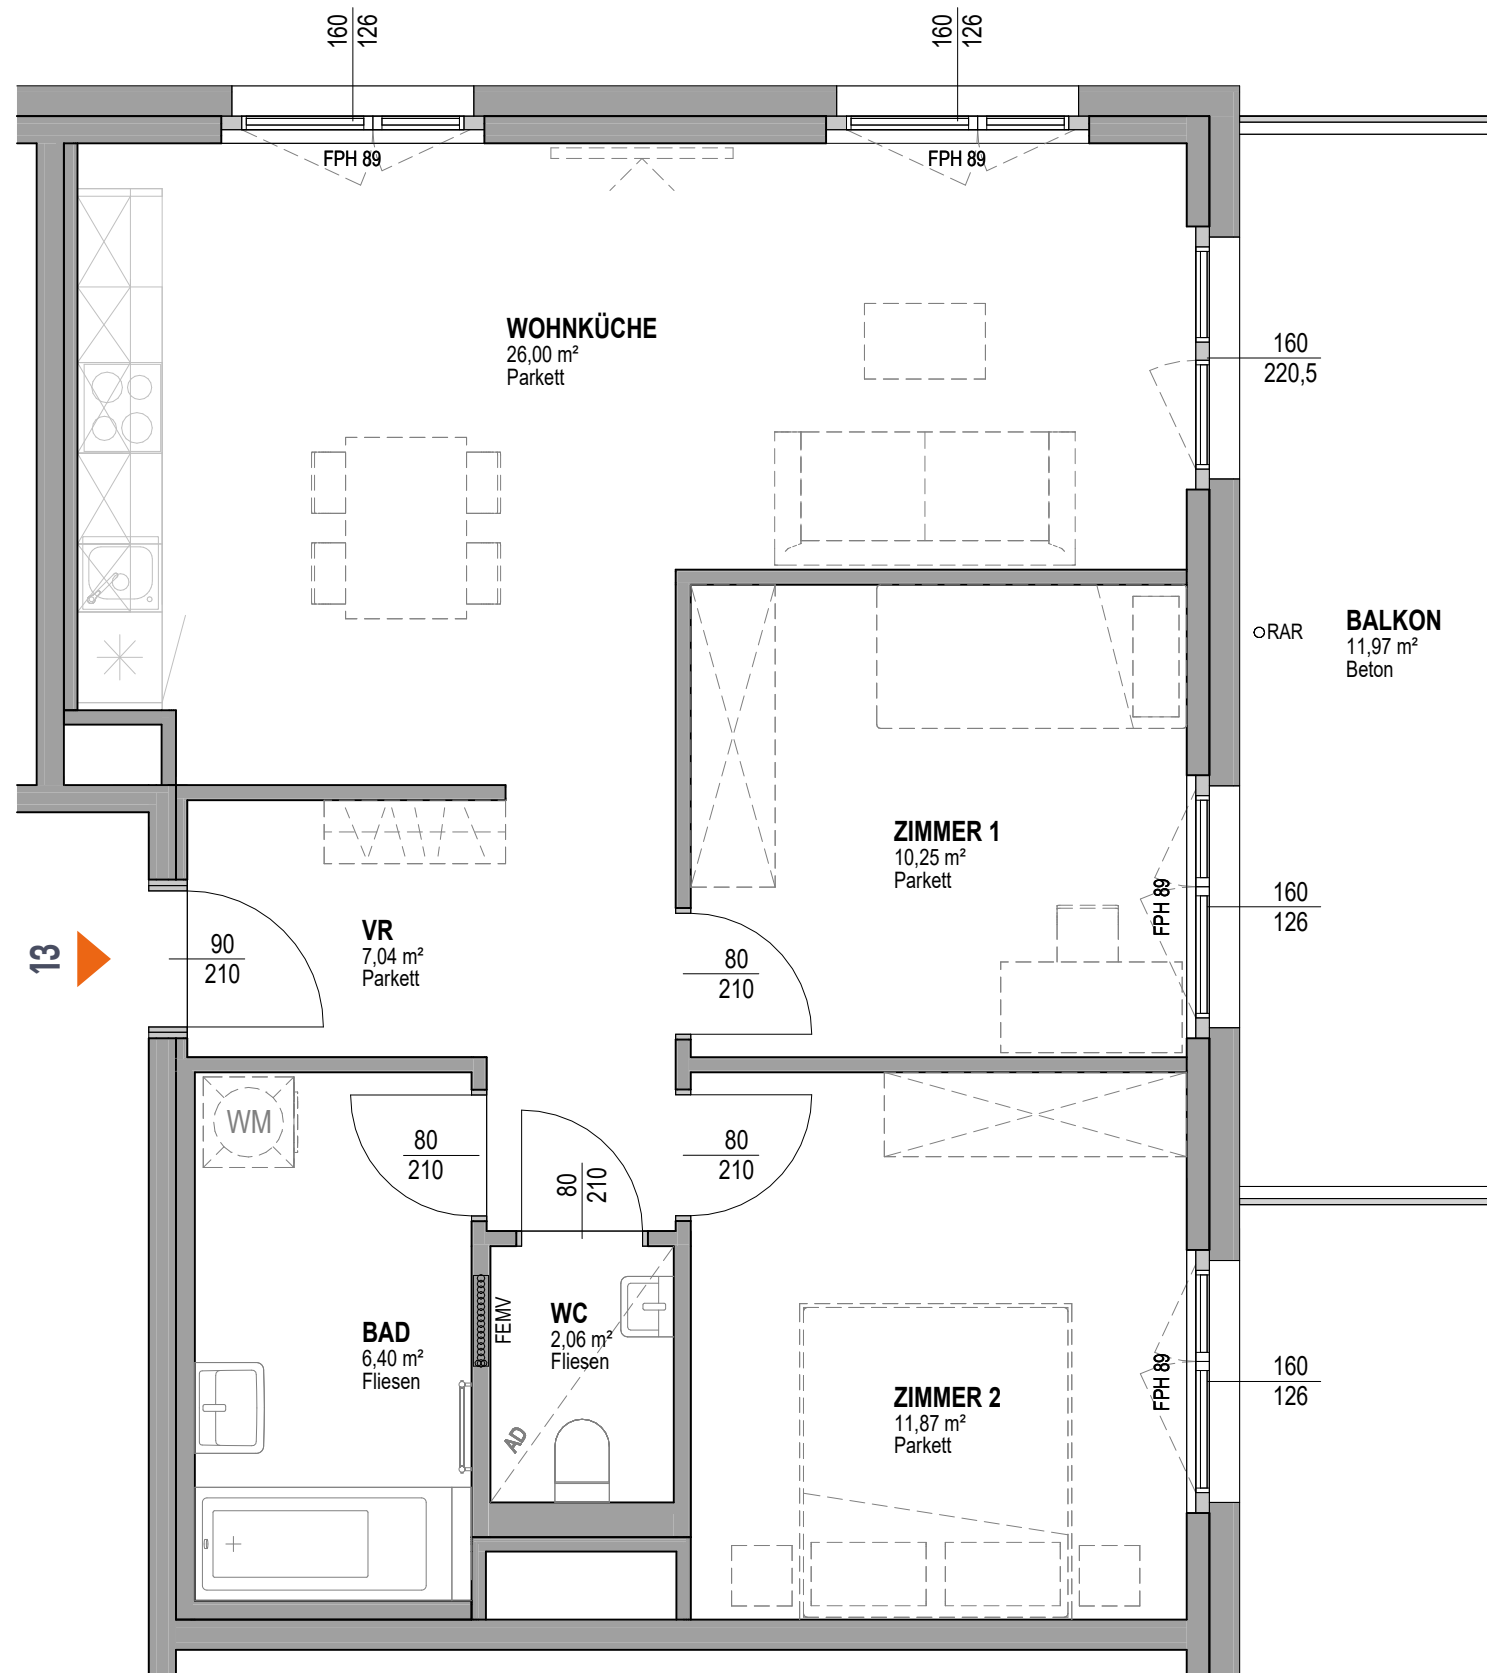 160
126
160
126
FPH 89
FPH 89
WOHNKÜCHE
26,00 m²
Parkett
160
220,5
RAR
BALKON
11,97 m²
Beton
ZIMMER 1
10,25 m²
Parkett
FPH 89
160
126
13
90
210
VR
7,04 m²
Parkett
80
210
WM
80
210
80
210
80
210
FEMV
WC
2,06 m²
Fliesen
BAD
6,40 m²
Fliesen
AD
ZIMMER 2
11,87 m²
Parkett
FPH 89
160
126